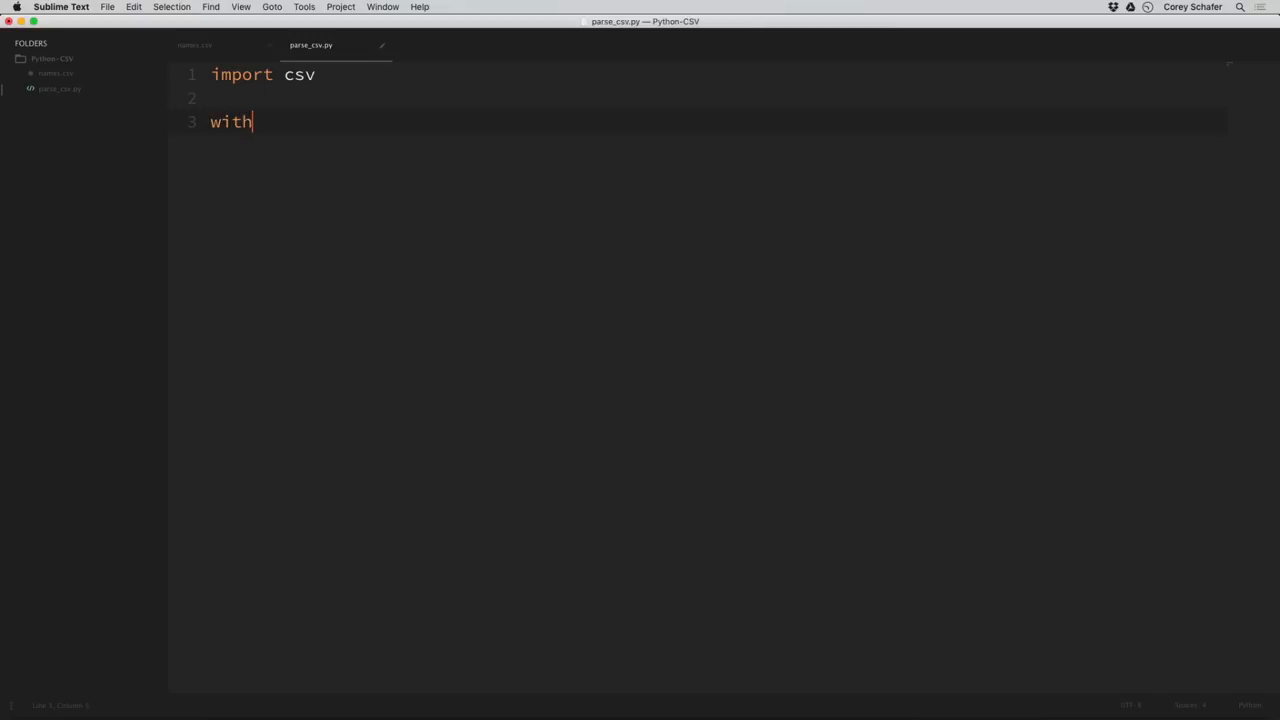 Sublime Text File Edit Selection Find View Goto Tools Project Window Help Corey Schafer
parse_csv.py — Python-CSV
FOLDERS
Python-CSV
names.csv
parse_csv.py
names.csv
parse_csv.py
1 import csv
2
3 with
Line 3, Column 5
UTF-8
Spaces: 4
Python